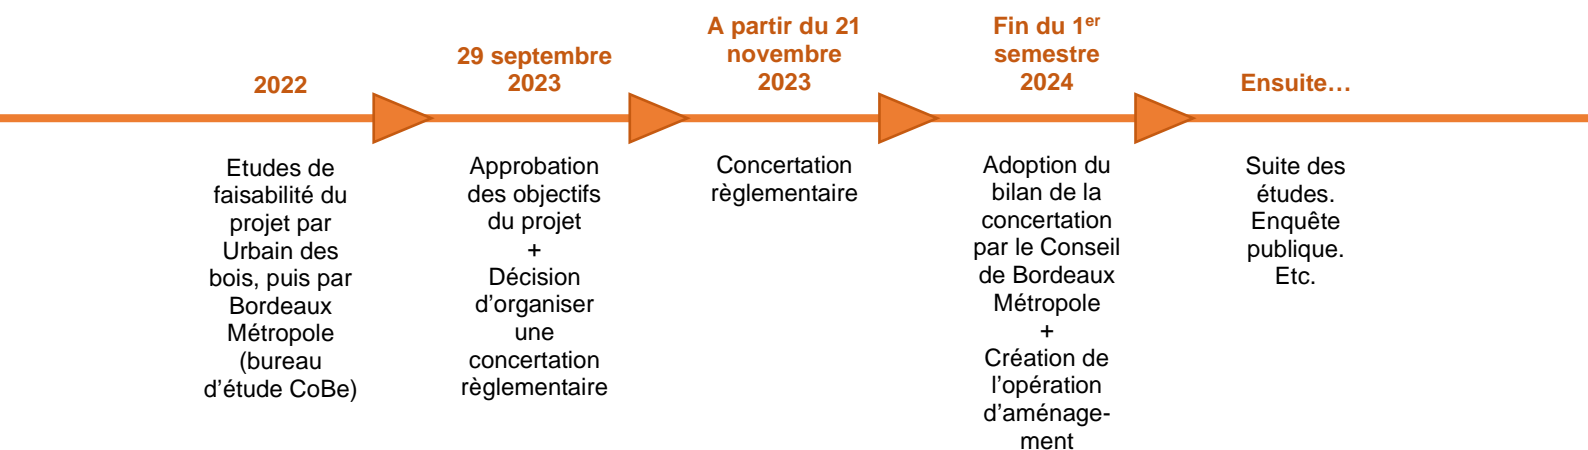 2022
Etudes de
faisabilité du
projet par
Urbain des
bois, puis par
Bordeaux
Métropole
(bureau
d’étude CoBe)
29 septembre
2023
Approbation
des objectifs
du projet
+
Décision
d’organiser
une
concertation
règlementaire
A partir du 21
novembre
2023
Concertation
règlementaire
Fin du 1er
semestre
2024
Adoption du
bilan de la
concertation
par le Conseil
de Bordeaux
Métropole
+
Création de
l’opération
d’aménage-
ment
Ensuite…
Suite des
études.
Enquête
publique.
Etc.